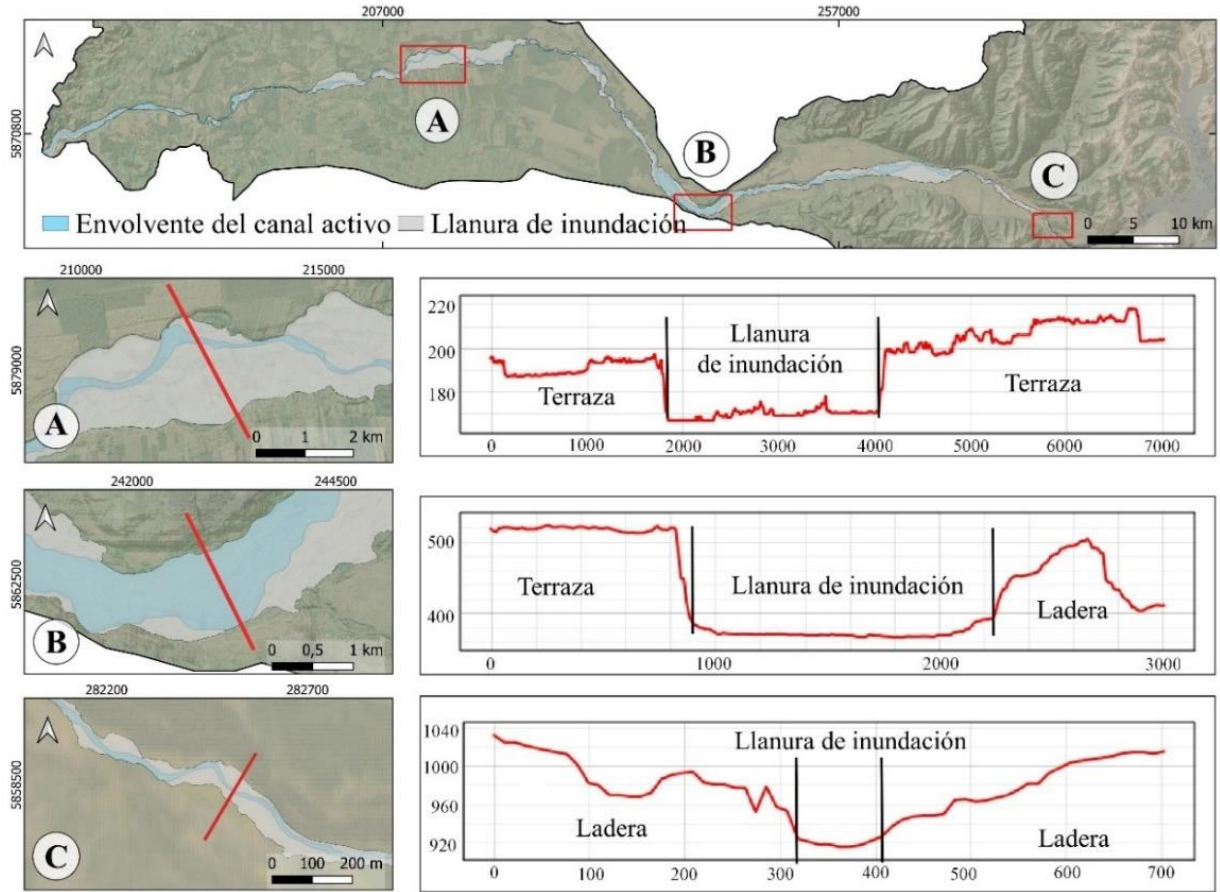 207000 257000
5870800
A
B
C
Envolvente del canal activo Llanura de inundación
0 5 10 km
210000 215000
5879000
A
0 1 2 km
220
200
180
Terraza
Llanura
de inundación
Terraza
0 1000 2000 3000 4000 5000 6000 7000
242000 244500
5862500
B
0 0,5 1 km
500
400
Terraza
Llanura de inundación
Ladera
0 1000 2000 3000
282200 282700
5858500
C
0 100 200 m
1040
1000
960
920
Llanura de inundación
Ladera
Ladera
0 100 200 300 400 500 600 700